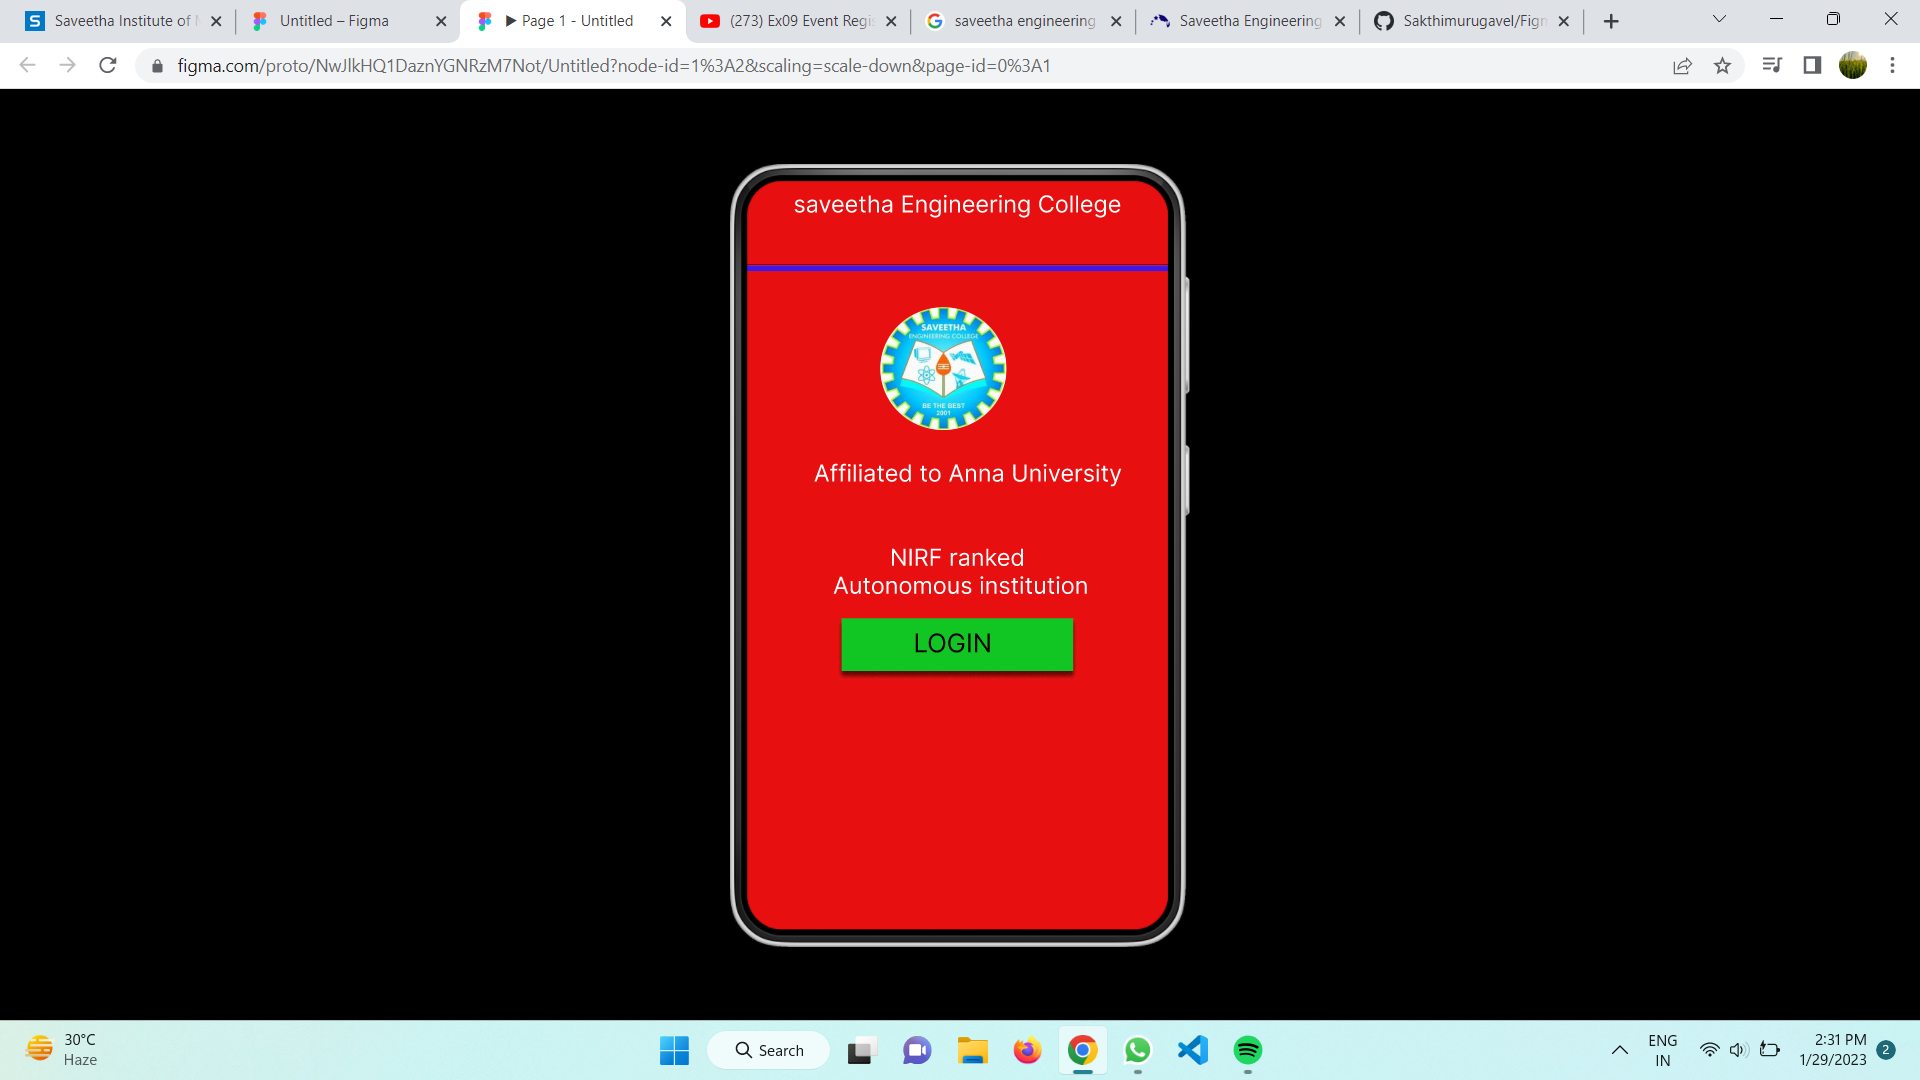 Saveetha Institute of M
Untitled – Figma
▶ Page 1 - Untitled
(273) Ex09 Event Regis
saveetha engineering
Saveetha Engineering
Sakthimurugavel/Figm
figma.com/proto/NwJlkHQ1DaznYGNRzM7Not/Untitled?node-id=1%3A2&scaling=scale-down&page-id=0%3A1
saveetha Engineering College
SAVEETHA
ENGINEERING COLLEGE
BE THE BEST
2001
Affiliated to Anna University
NIRF ranked
Autonomous institution
LOGIN
30°C
Haze
Search
ENG
IN
2:31 PM
1/29/2023
2